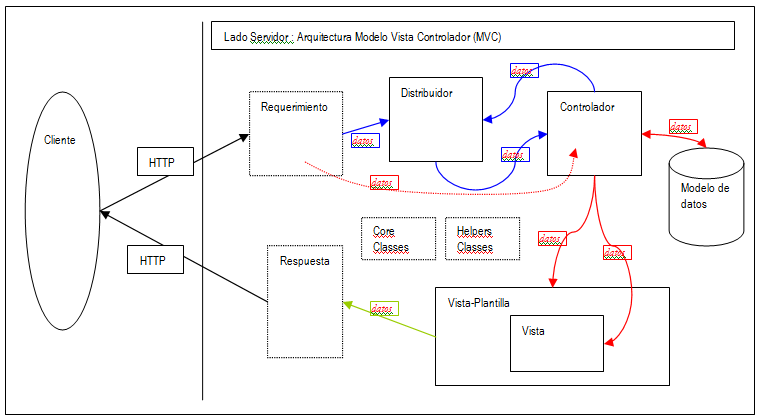 Lado Servidor : Arquitectura Modelo Vista Controlador (MVC)
datos
Distribuidor
Requerimiento
Controlador
Cliente
datos
datos
datos
HTTP
datos
Modelo de
datos
Core
Classes
Helpers
Classes
datos
datos
HTTP
Respuesta
Vista-Plantilla
datos
Vista